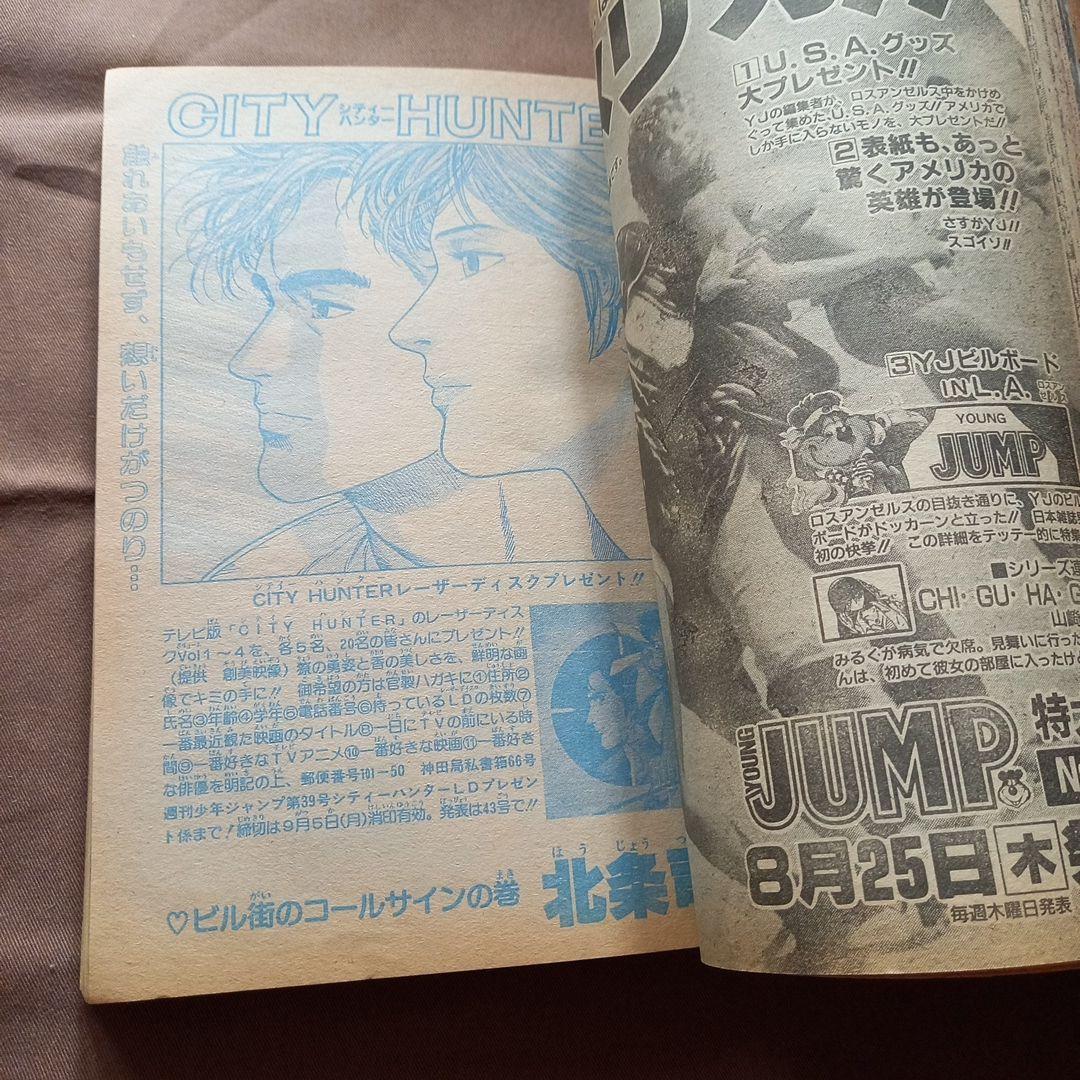 CITY HUNTE
シティー
ハンター
触れあいもせず、想いだけがつのり…
CITY HUNTERレーザーディスクプレゼント!!
テレビ版「CITY HUNTER」のレーザーディス
クVol1〜4を、各5名、20名の皆さんにプレゼント!!
(提供 創美映像)獠の勇姿と香の美しさを、鮮明な画
像でキミの手に!! 御希望の方は官製ハガキに①住所②
氏名③年齢④学年⑤電話番号⑥持っているLDの枚数⑦
一番最近観た映画のタイトル⑧一日にTVの前にいる時
間⑨一番好きなTVアニメ⑩一番好きな映画⑪一番好き
な俳優を明記の上、郵便番号101-50 神田局私書箱66号
週刊少年ジャンプ第39号シティーハンターLDプレゼン
ト係まで!締切は9月5日(月)消印有効。発表は43号で!!
♡ビル街のコールサインの巻
北条
ほうじょうつ
1 U.S.A.グッズ
大プレゼント!!
YJの編集者が、ロスアンゼルス中をかけめ
ぐって集めた、U.S.A.グッズ!!アメリカで
しか手に入らないモノを、大プレゼントだ!!
2 表紙も、あっと
驚くアメリカの
英雄が登場!!
さすがYJ!!
スゴイゾ!!
3 YJビルボード
IN L.A.
YOUNG
JUMP
ロスアンゼルスの目抜き通りに、YJのビル
ボードがドッカーンと立った!! 日本雑誌
初の快挙!! この詳細をテッテー的に特集
■シリーズ連
CHI・GU・HA・G
みるぐが病気で欠席。見舞いに行った
んは、初めて彼女の部屋に入ったけ
YOUNG
JUMP
特
8月25日木
毎週木曜日発表